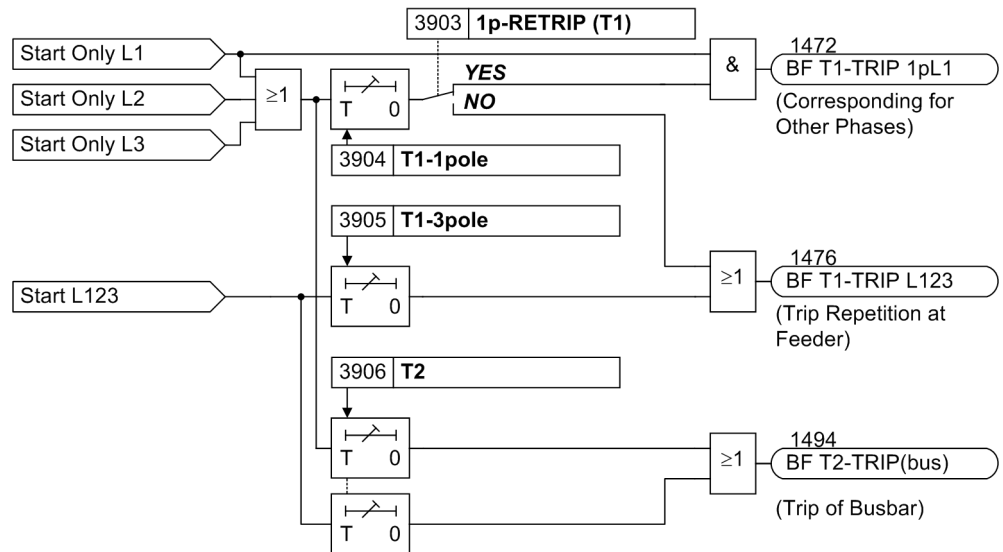 3903 1p-RETRIP (T1)
Start Only L1
Start Only L2
Start Only L3
≥1
T 0
YES
NO
&
1472
BF T1-TRIP 1pL1
(Corresponding for
Other Phases)
3904 T1-1pole
3905 T1-3pole
Start L123
T 0
≥1
1476
BF T1-TRIP L123
(Trip Repetition at
Feeder)
3906 T2
T 0
≥1
1494
BF T2-TRIP(bus)
(Trip of Busbar)
T 0